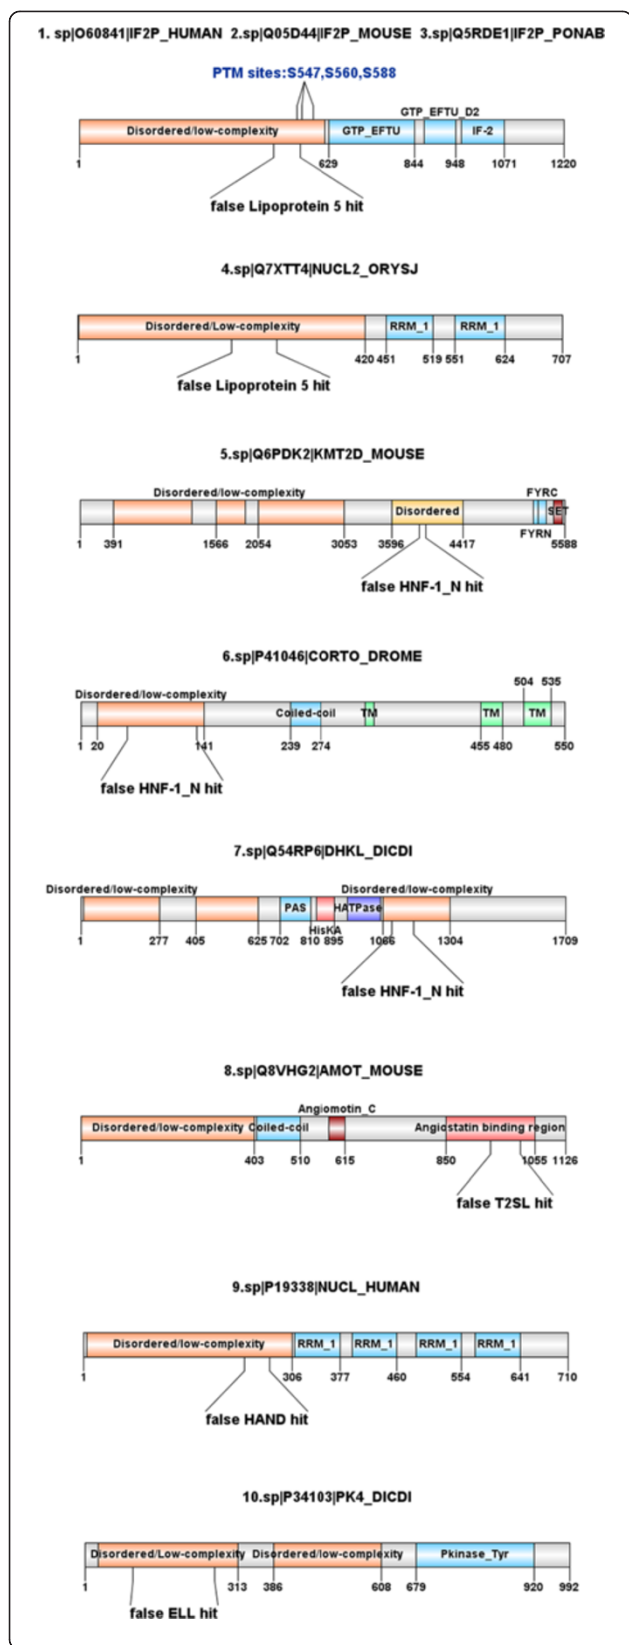 1. sp|O60841|IF2P_HUMAN 2.sp|Q05D44|IF2P_MOUSE 3.sp|Q5RDE1|IF2P_PONAB
PTM sites:S547,S560,S588
GTP_EFTU_D2
Disordered/low-complexity GTP_EFTU IF-2
1 629 844 948 1071 1220
false Lipoprotein 5 hit
4.sp|Q7XTT4|NUCL2_ORYSJ
Disordered/Low-complexity RRM_1 RRM_1
1 420 451 519 551 624 707
false Lipoprotein 5 hit
5.sp|Q6PDK2|KMT2D_MOUSE
Disordered/low-complexity FYRC
Disordered SET
FYRN
1 391 1566 2054 3053 3596 4417 5588
false HNF-1_N hit
6.sp|P41046|CORTO_DROME
504 535
Disordered/low-complexity
Coiled-coil TM TM TM
1 20 141 239 274 455 480 550
false HNF-1_N hit
7.sp|Q54RP6|DHKL_DICDI
Disordered/low-complexity Disordered/low-complexity
PAS HATPase
HisKA
1 277 405 625 702 810 895 1066 1304 1709
false HNF-1_N hit
8.sp|Q8VHG2|AMOT_MOUSE
Angiomotin_C
Disordered/low-complexity Coiled-coil Angiostatin binding region
1 403 510 615 850 1055 1126
false T2SL hit
9.sp|P19338|NUCL_HUMAN
Disordered/low-complexity RRM_1 RRM_1 RRM_1 RRM_1
1 306 377 460 554 641 710
false HAND hit
10.sp|P34103|PK4_DICDI
Disordered/Low-complexity Disordered/low-complexity Pkinase_Tyr
1 313 386 608 679 920 992
false ELL hit